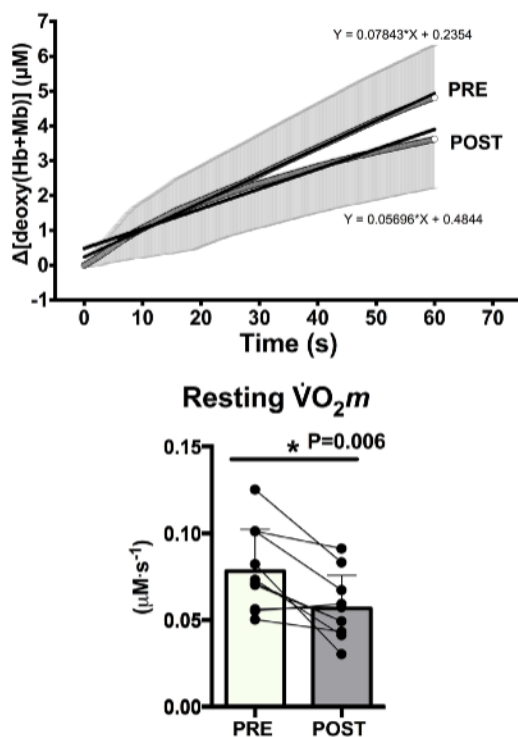 Y = 0.07843*X + 0.2354
Δ[deoxy(Hb+Mb)] (μM)
7
6
5
4
3
2
1
0
-1
PRE
POST
Y = 0.05696*X + 0.4844
0 10 20 30 40 50 60 70
Time (s)
Resting V̇O₂m
* P=0.006
(μM·s⁻¹)
0.15
0.10
0.05
0.00
PRE POST